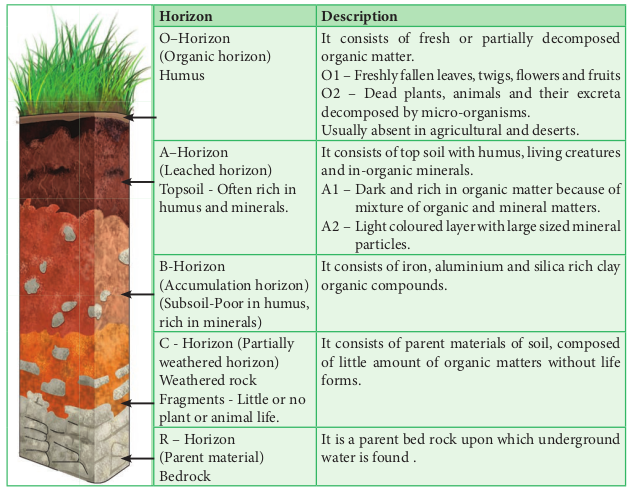 Horizon
Description
O–Horizon
(Organic horizon)
Humus
It consists of fresh or partially decomposed
organic matter.
O1 – Freshly fallen leaves, twigs, flowers and fruits
O2 – Dead plants, animals and their excreta
decomposed by micro-organisms.
Usually absent in agricultural and deserts.
A–Horizon
(Leached horizon)
Topsoil - Often rich in
humus and minerals.
It consists of top soil with humus, living creatures
and in-organic minerals.
A1 – Dark and rich in organic matter because of
mixture of organic and mineral matters.
A2 – Light coloured layer with large sized mineral
particles.
B-Horizon
(Accumulation horizon)
(Subsoil-Poor in humus,
rich in minerals)
It consists of iron, aluminium and silica rich clay
organic compounds.
C - Horizon (Partially
weathered horizon)
Weathered rock
Fragments - Little or no
plant or animal life.
It consists of parent materials of soil, composed
of little amount of organic matters without life
forms.
R – Horizon
(Parent material)
Bedrock
It is a parent bed rock upon which underground
water is found .